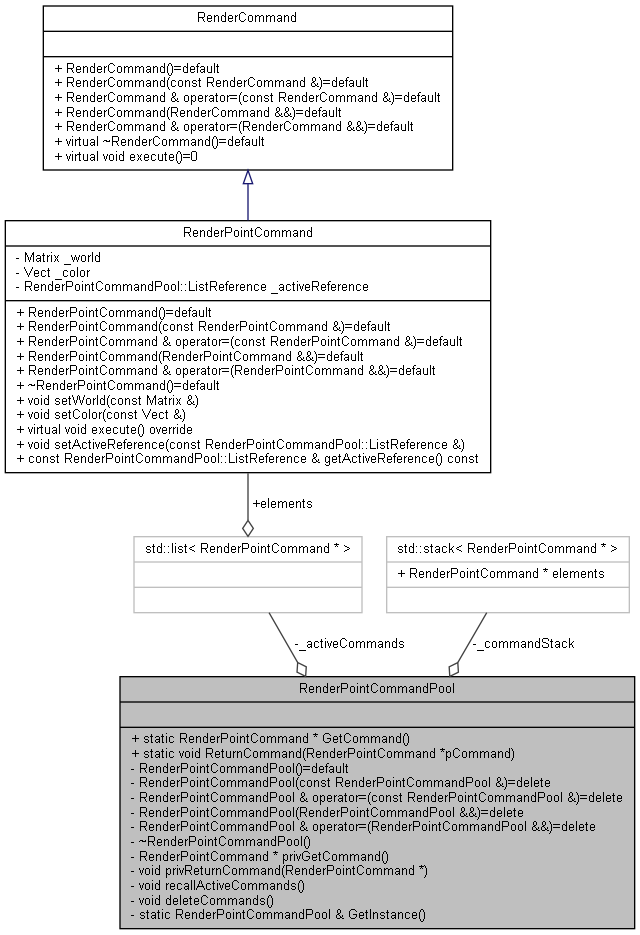 RenderCommand
+ RenderCommand()=default
+ RenderCommand(const RenderCommand &)=default
+ RenderCommand & operator=(const RenderCommand &)=default
+ RenderCommand(RenderCommand &&)=default
+ RenderCommand & operator=(RenderCommand &&)=default
+ virtual ~RenderCommand()=default
+ virtual void execute()=0
RenderPointCommand
- Matrix _world
- Vect _color
- RenderPointCommandPool::ListReference _activeReference
+ RenderPointCommand()=default
+ RenderPointCommand(const RenderPointCommand &)=default
+ RenderPointCommand & operator=(const RenderPointCommand &)=default
+ RenderPointCommand(RenderPointCommand &&)=default
+ RenderPointCommand & operator=(RenderPointCommand &&)=default
+ ~RenderPointCommand()=default
+ void setWorld(const Matrix &)
+ void setColor(const Vect &)
+ virtual void execute() override
+ void setActiveReference(const RenderPointCommandPool::ListReference &)
+ const RenderPointCommandPool::ListReference & getActiveReference() const
+elements
std::list< RenderPointCommand * >
std::stack< RenderPointCommand * >
+ RenderPointCommand * elements
-_activeCommands
-_commandStack
RenderPointCommandPool
+ static RenderPointCommand * GetCommand()
+ static void ReturnCommand(RenderPointCommand *pCommand)
- RenderPointCommandPool()=default
- RenderPointCommandPool(const RenderPointCommandPool &)=delete
- RenderPointCommandPool & operator=(const RenderPointCommandPool &)=delete
- RenderPointCommandPool(RenderPointCommandPool &&)=delete
- RenderPointCommandPool & operator=(RenderPointCommandPool &&)=delete
- ~RenderPointCommandPool()
- RenderPointCommand * privGetCommand()
- void privReturnCommand(RenderPointCommand *)
- void recallActiveCommands()
- void deleteCommands()
- static RenderPointCommandPool & GetInstance()